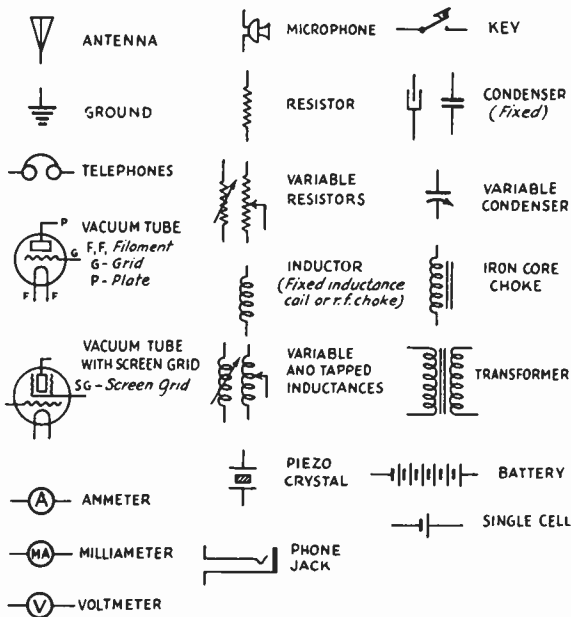 ANTENNA
GROUND
TELEPHONES
P
G
F F
VACUUM TUBE
F,F, Filament
G-Grid
P-Plate
VACUUM TUBE
WITH SCREEN GRID
SG-Screen Grid
A
AMMETER
MA
MILLIAMETER
V
VOLTMETER
MICROPHONE
RESISTOR
VARIABLE
RESISTORS
INDUCTOR
(Fixed inductance
coil or r.f. choke)
VARIABLE
AND TAPPED
INDUCTANCES
PIEZO
CRYSTAL
PHONE
JACK
KEY
CONDENSER
(Fixed)
VARIABLE
CONDENSER
IRON CORE
CHOKE
TRANSFORMER
BATTERY
SINGLE CELL